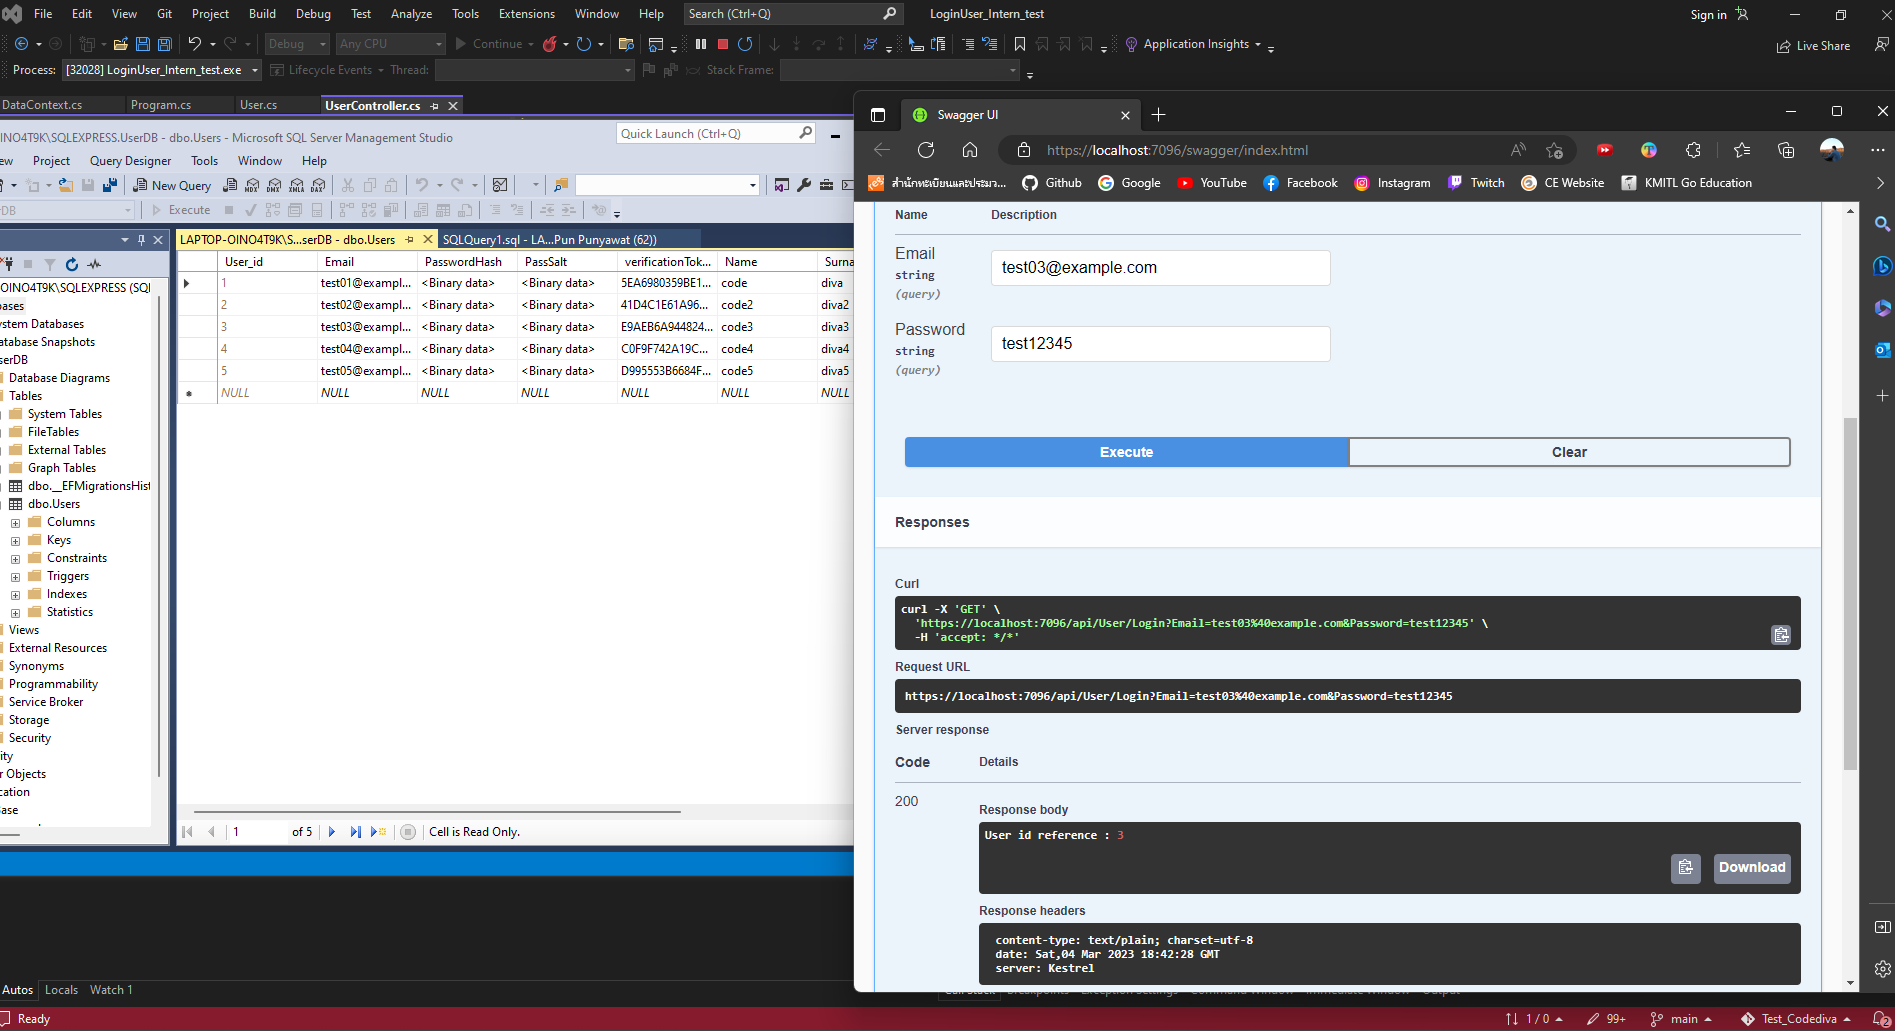 File Edit View Git Project Build Debug Test Analyze Tools Extensions Window Help Search (Ctrl+Q) LoginUser_Intern_test Sign in
Debug Any CPU Continue Application Insights Live Share
Process: [32028] LoginUser_Intern_test.exe Lifecycle Events Thread: Stack Frame:
DataContext.cs Program.cs User.cs UserController.cs
INO4T9K\SQLEXPRESS.UserDB - dbo.Users - Microsoft SQL Server Management Studio Quick Launch (Ctrl+Q)
ew Project Query Designer Tools Window Help
New Query MDX DMX XMLA DAX
DB Execute
LAPTOP-OINO4T9K\S...serDB - dbo.Users SQLQuery1.sql - LA...Pun Punyawat (62))
OINO4T9K\SQLEXPRESS (SQL
bases
ystem Databases
atabase Snapshots
serDB
Database Diagrams
Tables
System Tables
FileTables
External Tables
Graph Tables
dbo.__EFMigrationsHist
dbo.Users
Columns
Keys
Constraints
Triggers
Indexes
Statistics
Views
External Resources
Synonyms
Programmability
Service Broker
Storage
Security
ity
r Objects
cation
ase
User_id Email PasswordHash PassSalt verificationTok... Name Surna
1 test01@exampl... <Binary data> <Binary data> 5EA6980359BE1... code diva
2 test02@exampl... <Binary data> <Binary data> 41D4C1E61A96... code2 diva2
3 test03@exampl... <Binary data> <Binary data> E9AEB6A944824... code3 diva3
4 test04@exampl... <Binary data> <Binary data> C0F9F742A19C... code4 diva4
5 test05@exampl... <Binary data> <Binary data> D995553B6684F... code5 diva5
NULL NULL NULL NULL NULL NULL NULL
1 of 5 Cell is Read Only.
Swagger UI
https://localhost:7096/swagger/index.html
สำนักทะเบียนและประมว... Github Google YouTube Facebook Instagram Twitch CE Website KMITL Go Education
Name Description
Email
string
(query)
test03@example.com
Password
string
(query)
test12345
Execute Clear
Responses
Curl
curl -X 'GET' \
'https://localhost:7096/api/User/Login?Email=test03%40example.com&Password=test12345' \
-H 'accept: */*'
Request URL
https://localhost:7096/api/User/Login?Email=test03%40example.com&Password=test12345
Server response
Code Details
200
Response body
User id reference : 3
Download
Response headers
content-type: text/plain; charset=utf-8
date: Sat,04 Mar 2023 18:42:28 GMT
server: Kestrel
Autos Locals Watch 1
Ready 1 / 0 99+ main Test_Codediva 2